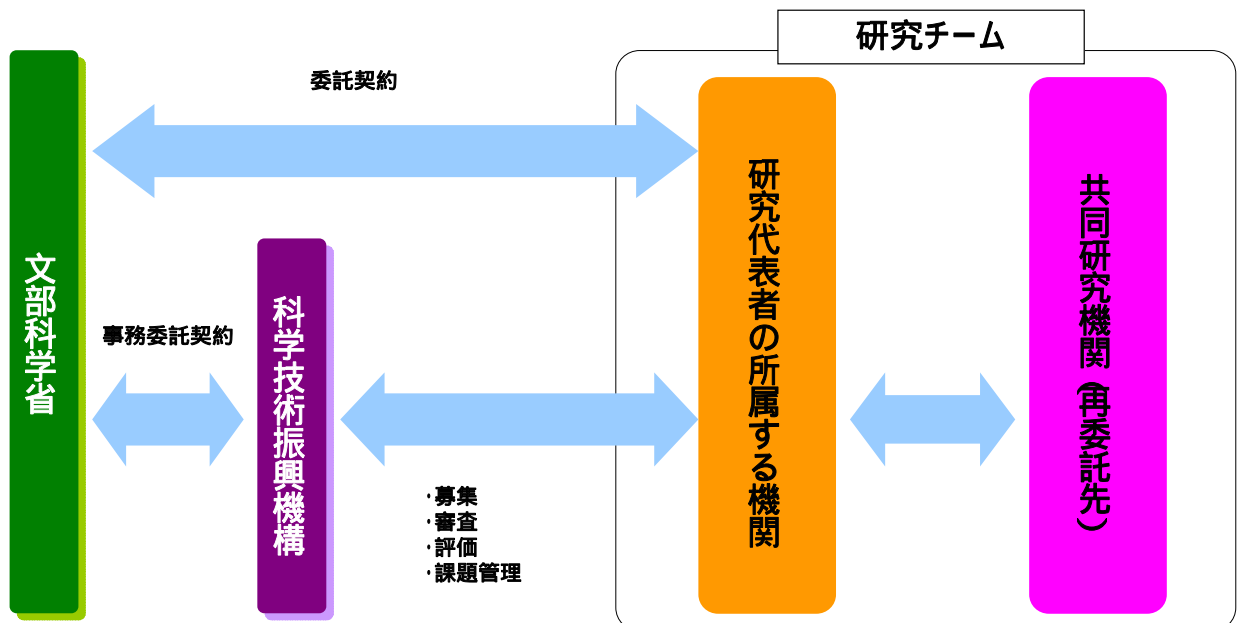 研究チーム
委託契約
文部科学省
事務委託契約
科学技術振興機構
・募集
・審査
・評価
・課題管理
研究代表者の所属する機関
共同研究機関(再委託先)